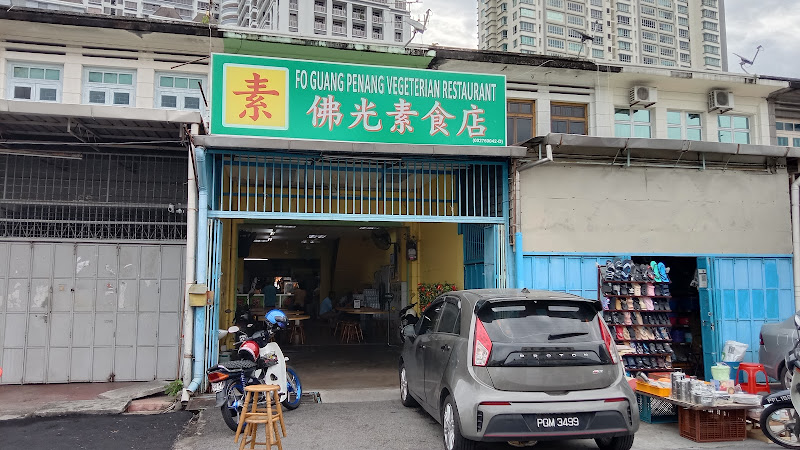 素
FO GUANG PENANG VEGETERIAN RESTAURANT
佛光素食店
PROTON
PQM 3499